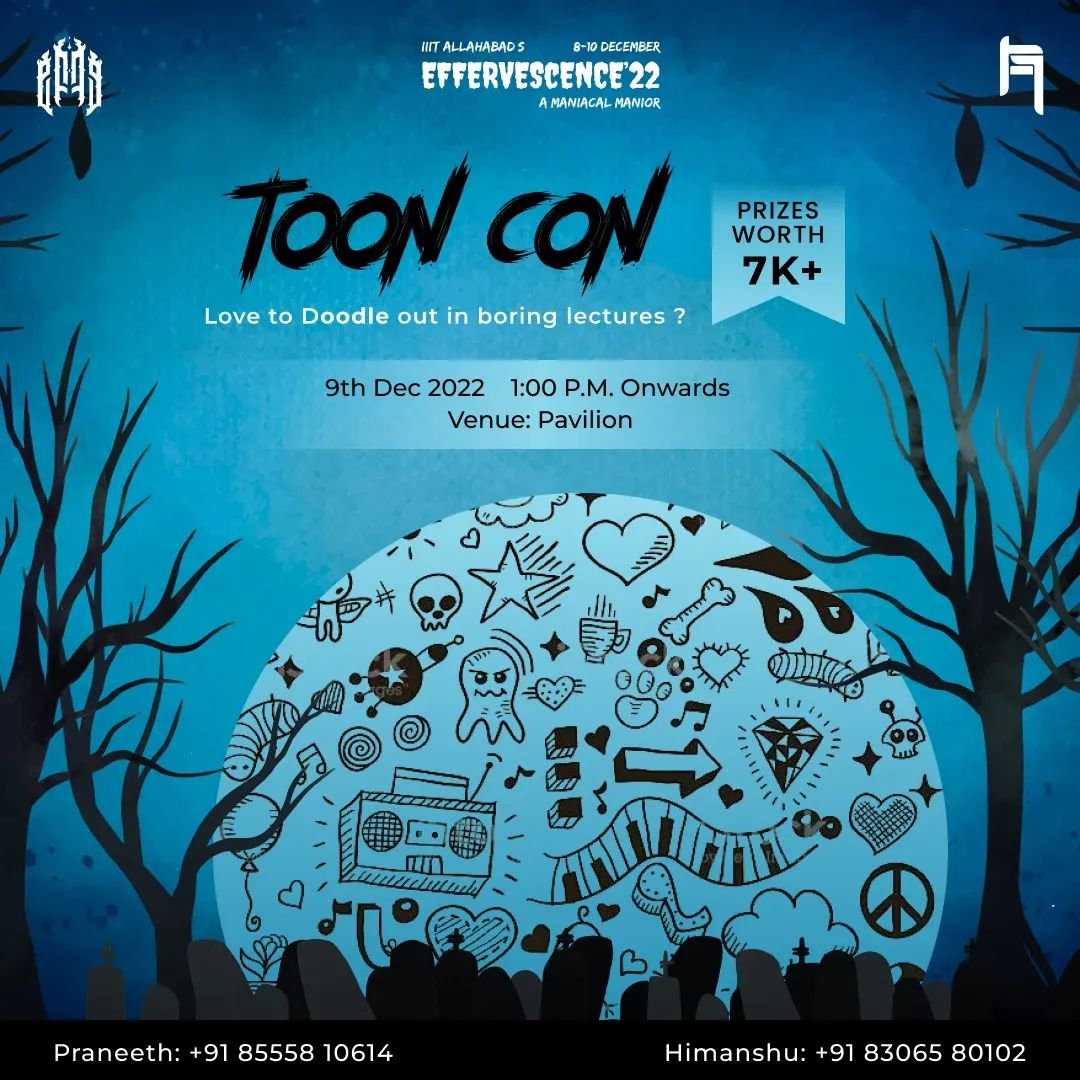 IIIT ALLAHABAD S 8-10 DECEMBER
EFFERVESCENCE'22
A MANIACAL MANIOR
TOON CON
PRIZES
WORTH
7K+
Love to Doodle out in boring lectures ?
9th Dec 2022 1:00 P.M. Onwards
Venue: Pavilion
Praneeth: +91 85558 10614
Himanshu: +91 83065 80102